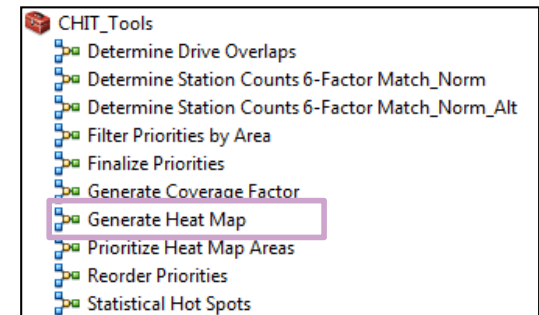 CHIT_Tools
Determine Drive Overlaps
Determine Station Counts 6-Factor Match_Norm
Determine Station Counts 6-Factor Match_Norm_Alt
Filter Priorities by Area
Finalize Priorities
Generate Coverage Factor
Generate Heat Map
Prioritize Heat Map Areas
Reorder Priorities
Statistical Hot Spots